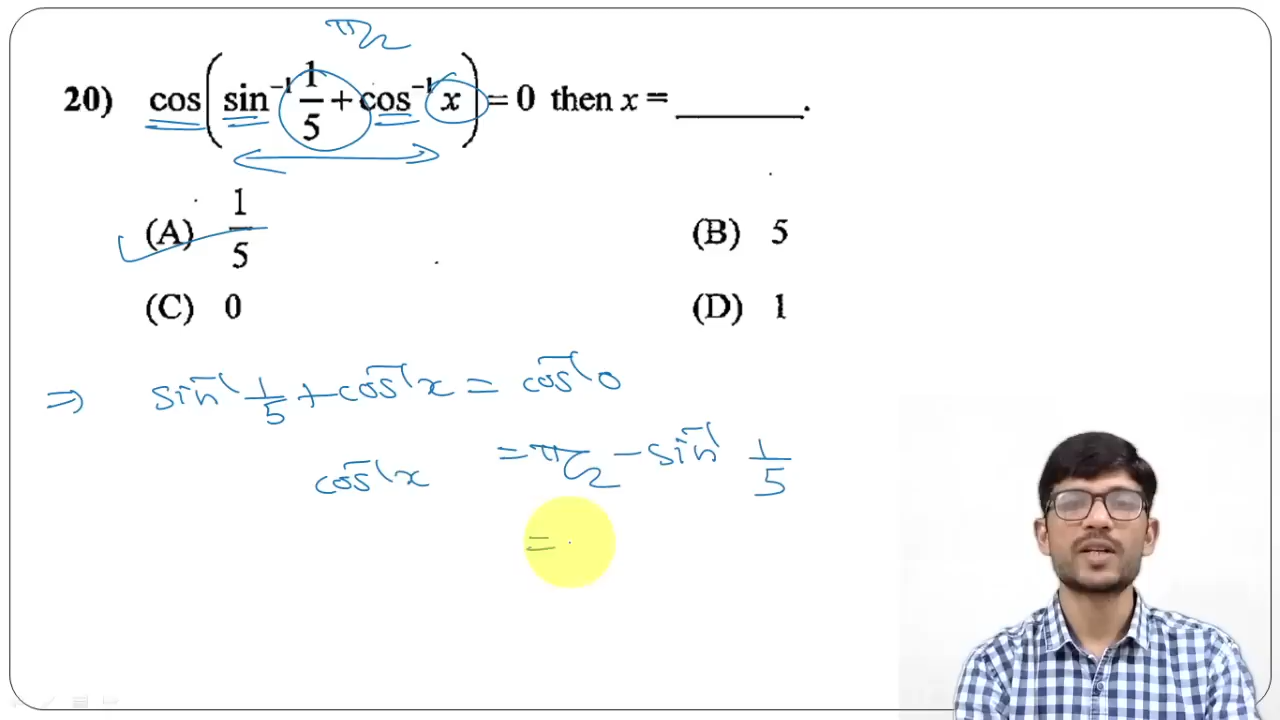 π/2
20) cos(sin⁻¹ 1/5 + cos⁻¹ x) = 0 then x = ________.
(A) 1/5 (B) 5
(C) 0 (D) 1
⇒ sin⁻¹ 1/5 + cos⁻¹ x = cos⁻¹ 0
cos⁻¹ x = π/2 − sin⁻¹ 1/5
=